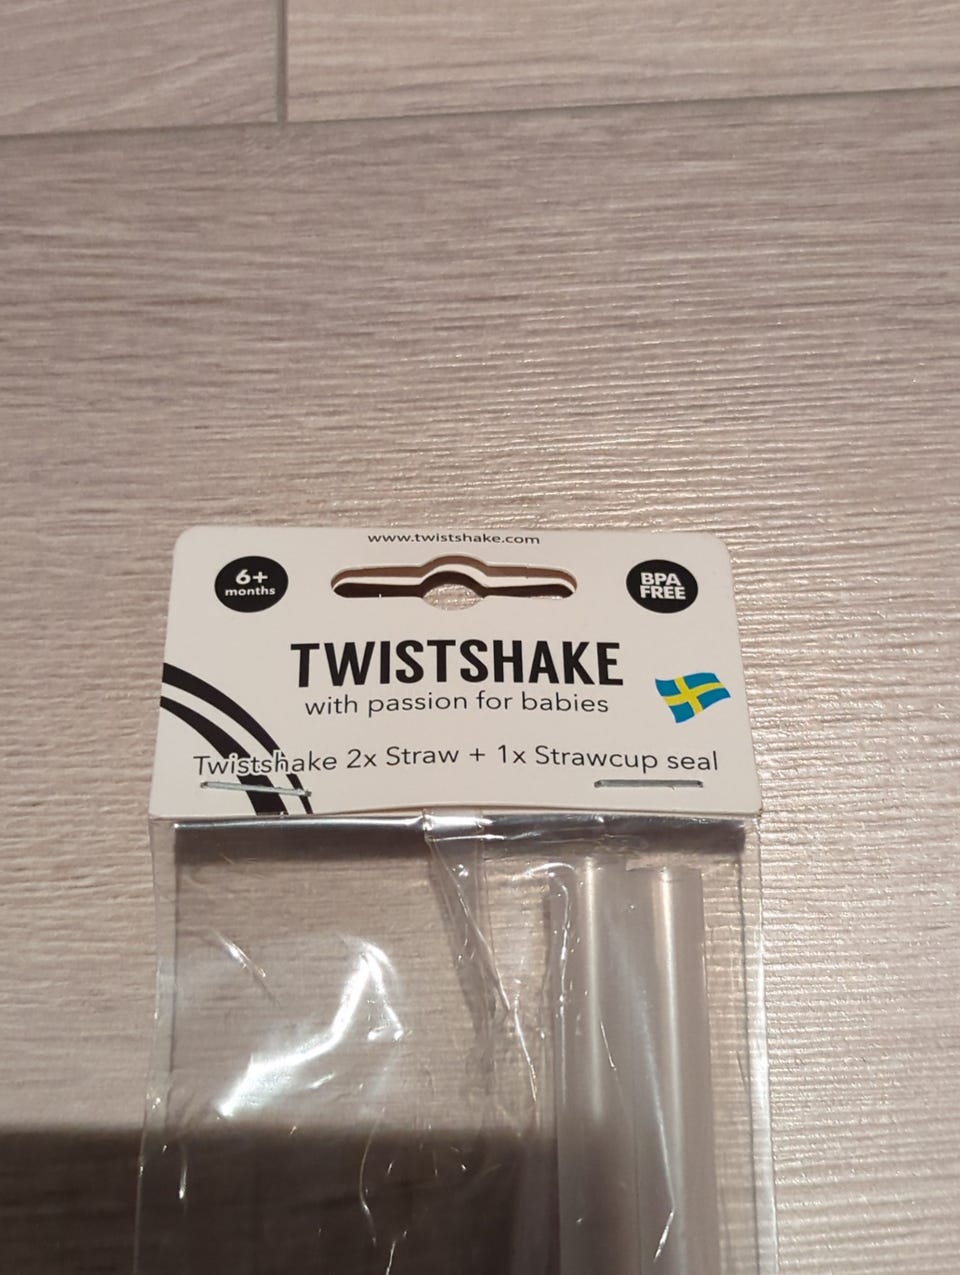 www.twistshake.com
6+
months
BPA
FREE
TWISTSHAKE
with passion for babies
Twistshake 2x Straw + 1x Strawcup seal